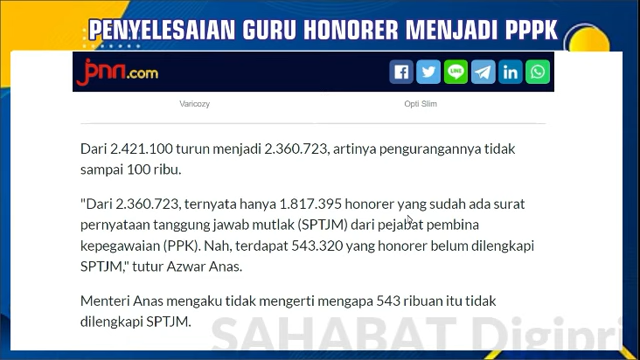 PENYELESAIAN GURU HONORER MENJADI PPPK
jpnn.com
Varicozy
Opti Slim
Dari 2.421.100 turun menjadi 2.360.723, artinya pengurangannya tidak
sampai 100 ribu.
"Dari 2.360.723, ternyata hanya 1.817.395 honorer yang sudah ada surat
pernyataan tanggung jawab mutlak (SPTJM) dari pejabat pembina
kepegawaian (PPK). Nah, terdapat 543.320 yang honorer belum dilengkapi
SPTJM," tutur Azwar Anas.
Menteri Anas mengaku tidak mengerti mengapa 543 ribuan itu tidak
dilengkapi SPTJM.
SAHABAT Digipri